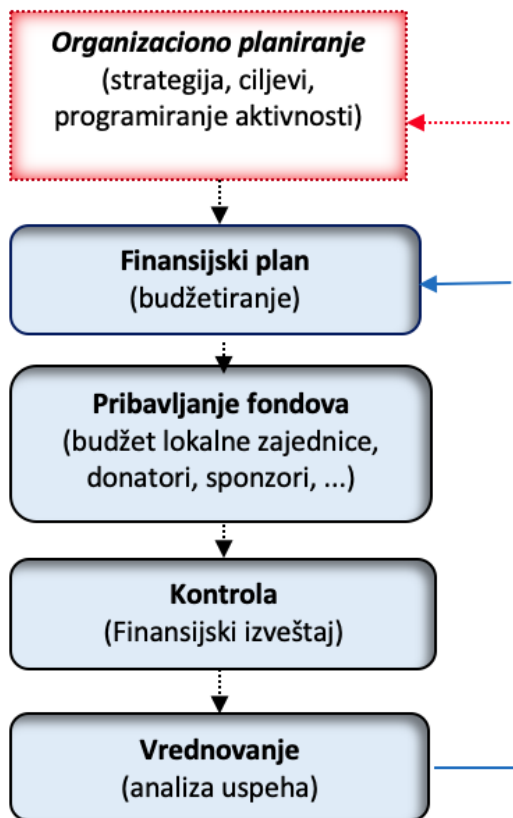 Organizaciono planiranje
(strategija, ciljevi,
programiranje aktivnosti)
Finansijski plan
(budžetiranje)
Pribavljanje fondova
(budžet lokalne zajednice,
donatori, sponzori, ...)
Kontrola
(Finansijski izveštaj)
Vrednovanje
(analiza uspeha)